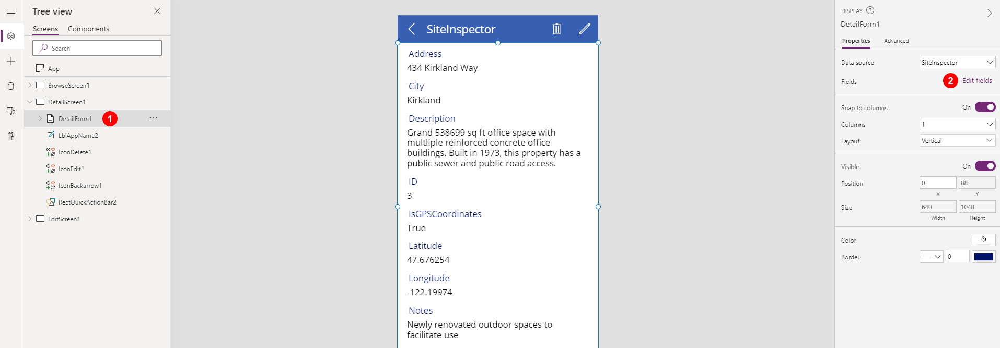 Tree view
Screens
Components
Search
App
BrowseScreen1
DetailScreen1
DetailForm1
1
...
LblAppName2
IconDelete1
IconEdit1
IconBackarrow1
RectQuickActionBar2
EditScreen1
SiteInspector
Address
434 Kirkland Way
City
Kirkland
Description
Grand 538699 sq ft office space with
multliple reinforced concrete office
buildings. Built in 1973, this property has a
public sewer and public road access.
ID
3
IsGPSCoordinates
True
Latitude
47.676254
Longitude
-122.19974
Notes
Newly renovated outdoor spaces to
facilitate use
DISPLAY ?
DetailForm1
Properties
Advanced
Data source
SiteInspector
Fields
2
Edit fields
Snap to columns
On
Columns
1
Layout
Vertical
Visible
On
Position
0
88
X
Y
Size
640
1048
Width
Height
Color
Border
0